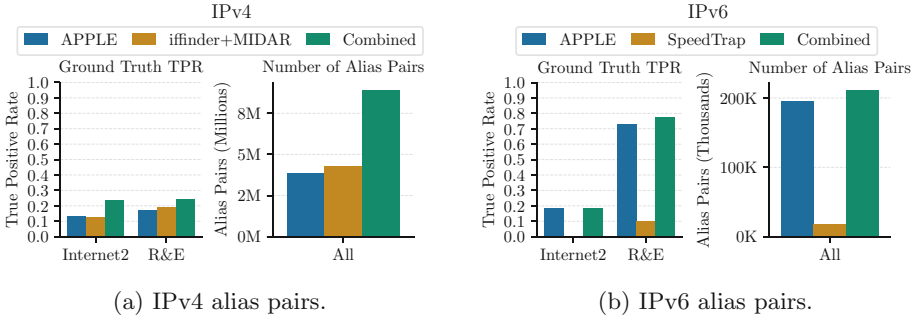 IPv4
APPLE iffinder+MIDAR Combined
Ground Truth TPR
True Positive Rate
1.0
0.9
0.8
0.7
0.6
0.5
0.4
0.3
0.2
0.1
0.0
Internet2 R&E
Number of Alias Pairs
Alias Pairs (Millions)
8M
5M
2M
0M
All
(a) IPv4 alias pairs.
IPv6
APPLE SpeedTrap Combined
Ground Truth TPR
True Positive Rate
1.0
0.9
0.8
0.7
0.6
0.5
0.4
0.3
0.2
0.1
0.0
Internet2 R&E
Number of Alias Pairs
Alias Pairs (Thousands)
200K
100K
0K
All
(b) IPv6 alias pairs.